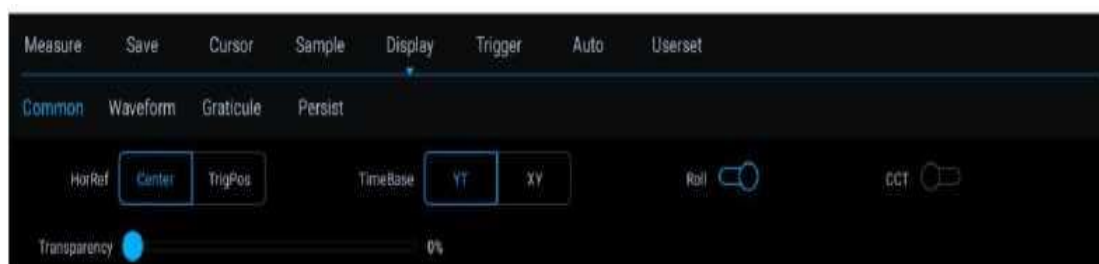 Measure Save Cursor Sample Display Trigger Auto Userset
Common Waveform Graticule Persist
HorRef Center TrigPos TimeBase YT XY Roll CCT
Transparency 0%